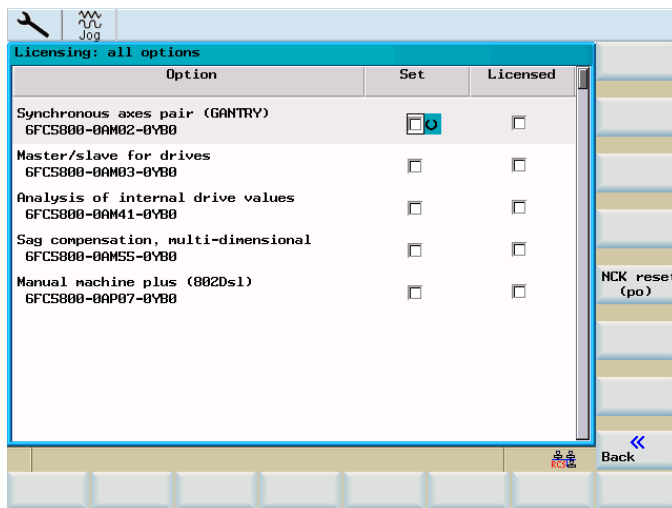 Jog
Licensing: all options
Option Set Licensed
Synchronous axes pair (GANTRY)
6FC5800-0AM02-0YB0
Master/slave for drives
6FC5800-0AM03-0YB0
Analysis of internal drive values
6FC5800-0AM41-0YB0
Sag compensation, multi-dimensional
6FC5800-0AM55-0YB0
Manual machine plus (802Dsl)
6FC5800-0AP07-0YB0
NCK reset
(po)
Back
RCS